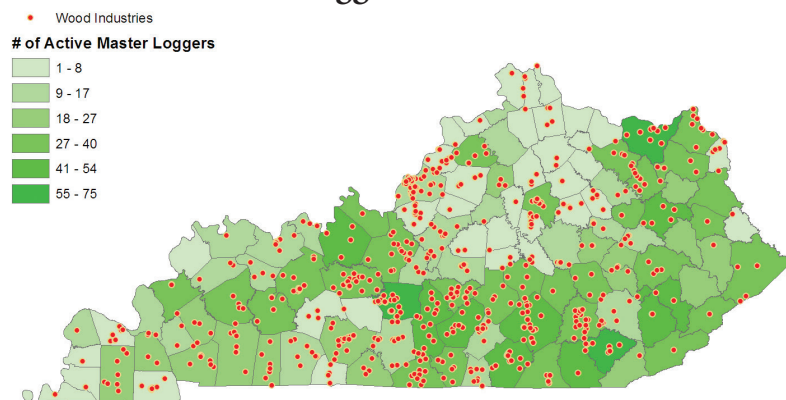 Wood Industries
# of Active Master Loggers
1 - 8
9 - 17
18 - 27
27 - 40
41 - 54
55 - 75